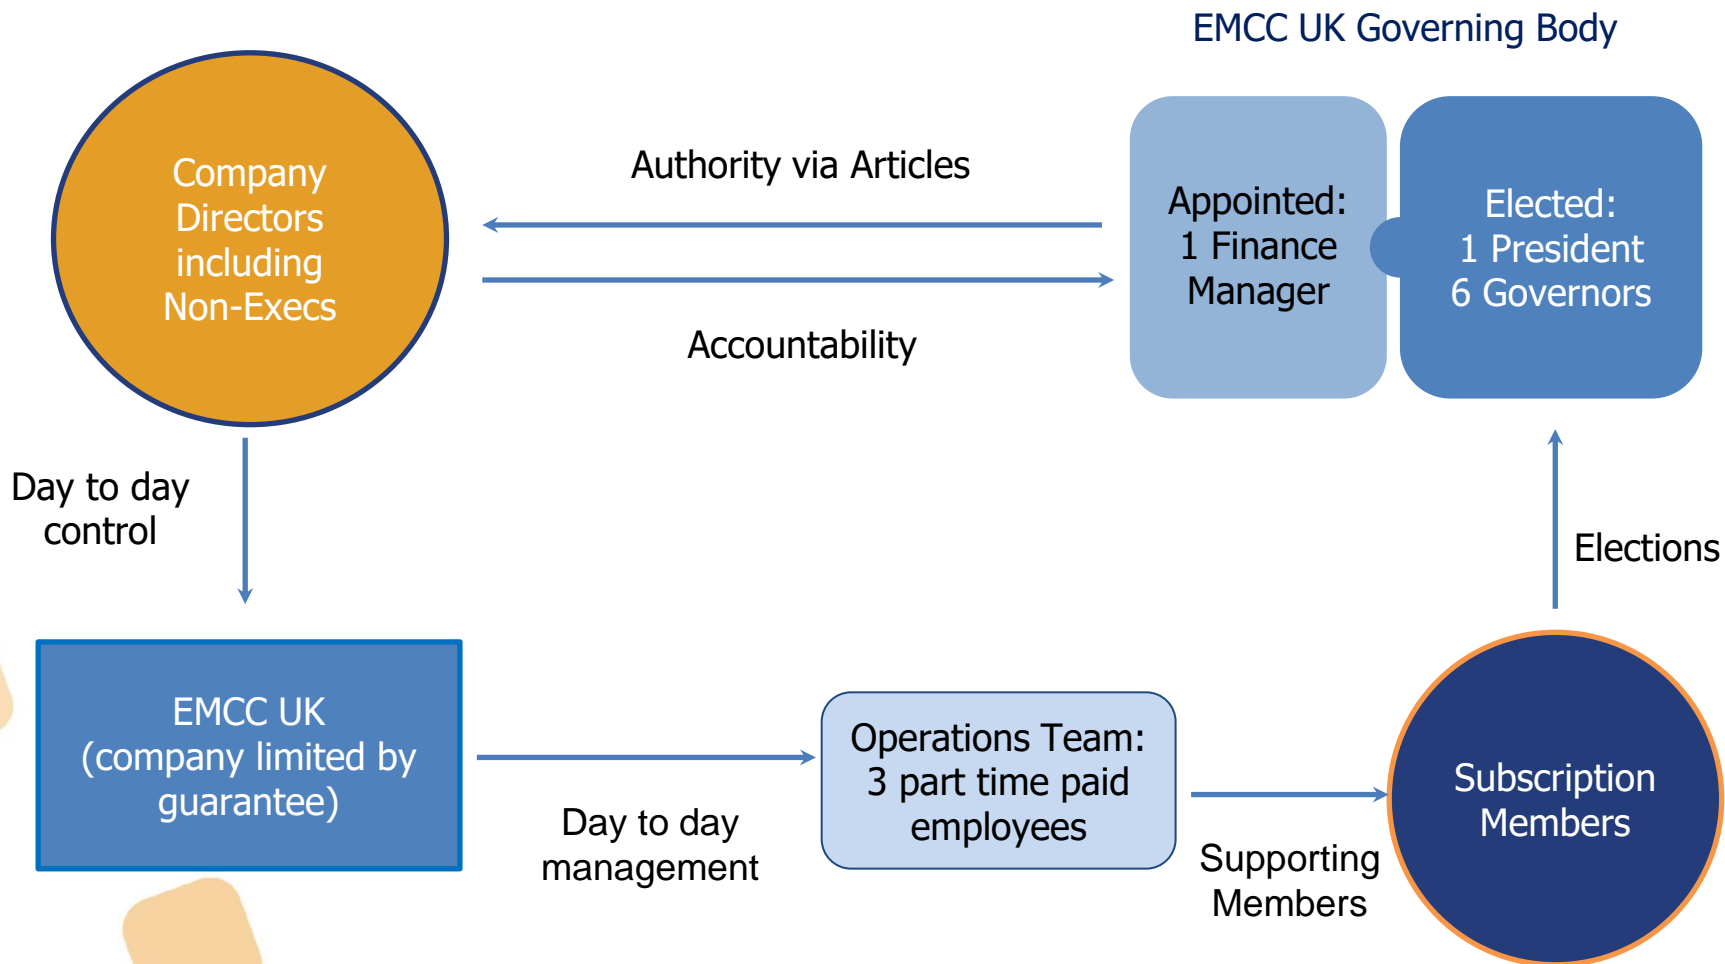 EMCC UK Governing Body
Company
Directors
including
Non-Execs
Authority via Articles
Accountability
Appointed:
1 Finance
Manager
Elected:
1 President
6 Governors
Day to day
control
Elections
EMCC UK
(company limited by
guarantee)
Day to day
management
Operations Team:
3 part time paid
employees
Supporting
Members
Subscription
Members